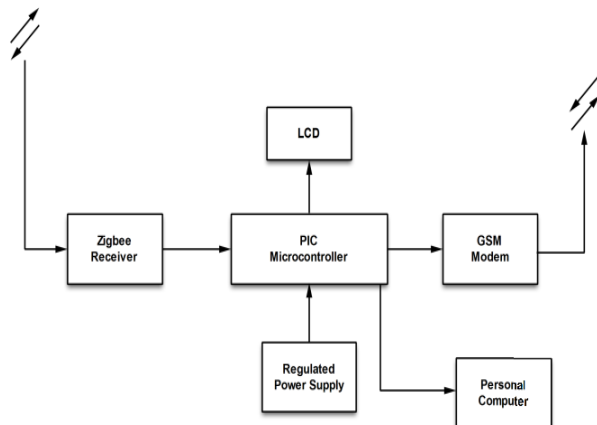 LCD
Zigbee
Receiver
PIC
Microcontroller
GSM
Modem
Regulated
Power Supply
Personal
Computer